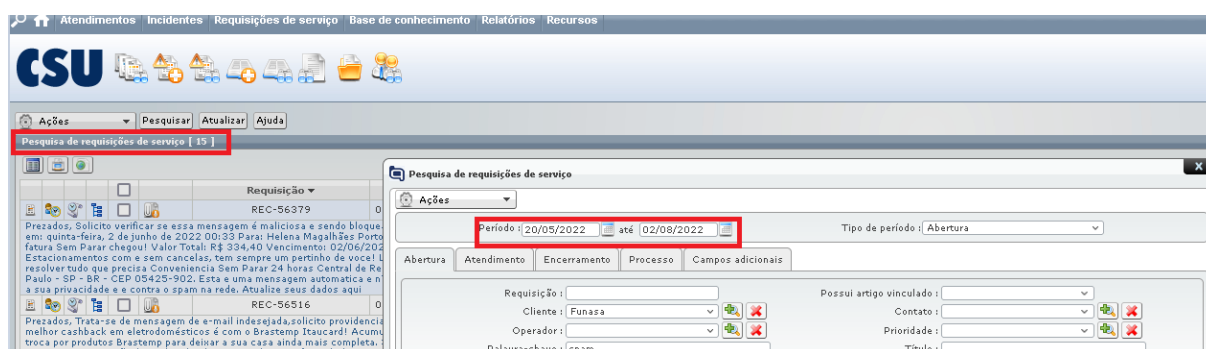 Atendimentos Incidentes Requisições de serviço Base de conhecimento Relatórios Recursos
CSU
Ações Pesquisar Atualizar Ajuda
Pesquisa de requisições de serviço [ 15 ]
Requisição
REC-56379 0
Prezados, Solicito verificar se essa mensagem é maliciosa e sendo bloque
em: quinta-feira, 2 de junho de 2022 00:33 Para: Helena Magalhães Porto
fatura Sem Parar chegou! Valor Total: R$ 334,40 Vencimento: 02/06/202
Estacionamentos com e sem cancelas, tem sempre um pertinho de voce! L
resolver tudo que precisa Conveniencia Sem Parar 24 horas Central de Re
Paulo - SP - BR - CEP 05425-902. Esta e uma mensagem automatica e n
a sua privacidade e e contra o spam na rede. Atualize seus dados aqui
REC-56516 0
Prezados, Trata-se de mensagem de e-mail indesejada,solicito providencia
melhor cashback em eletrodomésticos é com o Brastemp Itaucard! Acumu
troca por produtos Brastemp para deixar a sua casa ainda mais completa.
Pesquisa de requisições de serviço X
Ações
Período : 20/05/2022 até 02/08/2022 Tipo de período : Abertura
Abertura Atendimento Encerramento Processo Campos adicionais
Requisição : Possui artigo vinculado :
Cliente : Funasa Contato :
Operador : Prioridade :
Palavra-chave : spam Título :